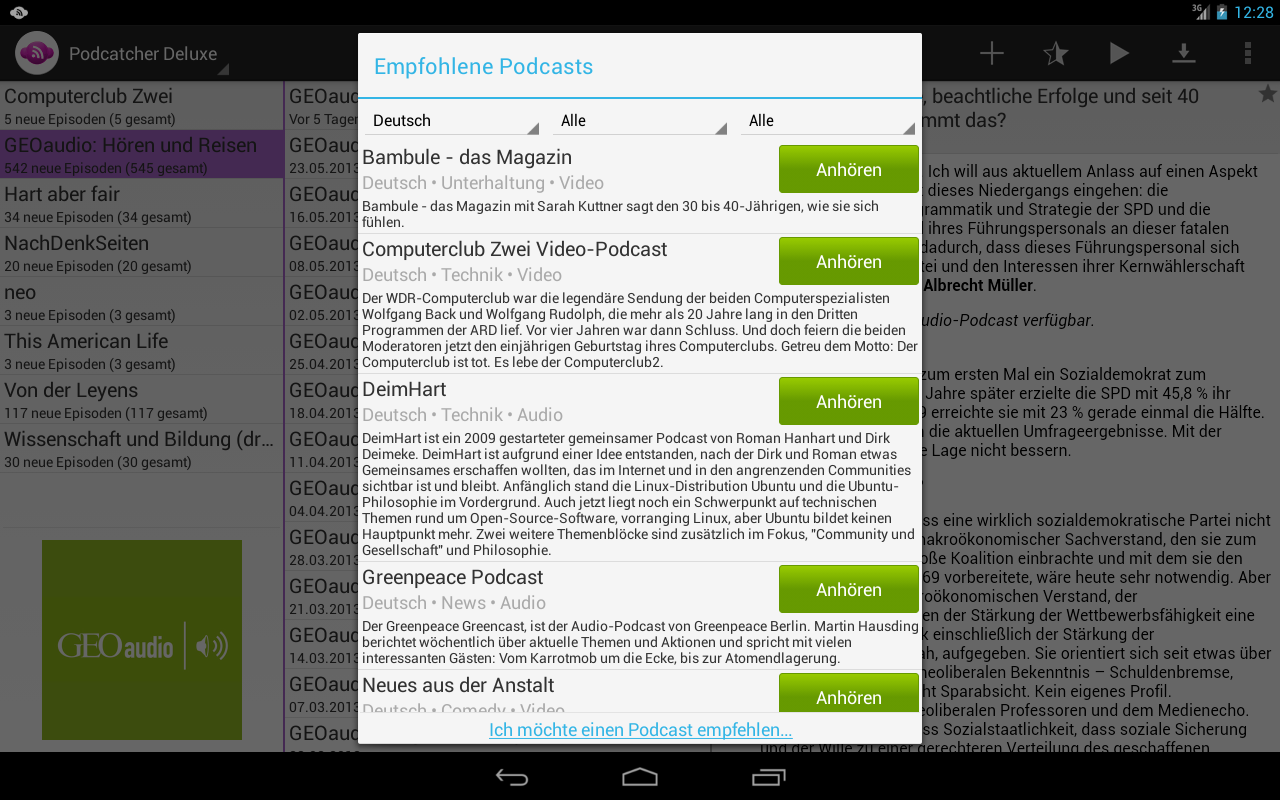 3G 12:28
Podcatcher Deluxe
Computerclub Zwei
5 neue Episoden (5 gesamt)
GEOaudio: Hören und Reisen
542 neue Episoden (545 gesamt)
Hart aber fair
34 neue Episoden (34 gesamt)
NachDenkSeiten
20 neue Episoden (20 gesamt)
neo
3 neue Episoden (3 gesamt)
This American Life
3 neue Episoden (3 gesamt)
Von der Leyens
117 neue Episoden (117 gesamt)
Wissenschaft und Bildung (dr…
30 neue Episoden (30 gesamt)
GEO audio
GEOaud
Vor 5 Tagen
GEOaud
23.05.2013
GEOaud
16.05.2013
GEOaud
08.05.2013
GEOaud
02.05.2013
GEOaud
25.04.2013
GEOaud
18.04.2013
GEOaud
11.04.2013
GEOaud
04.04.2013
GEOaud
28.03.2013
GEOaud
21.03.2013
GEOaud
14.03.2013
GEOaud
07.03.2013
GEOaud
Empfohlene Podcasts
Deutsch Alle Alle
Bambule - das Magazin
Anhören
Deutsch • Unterhaltung • Video
Bambule - das Magazin mit Sarah Kuttner sagt den 30 bis 40-Jährigen, wie sie sich
fühlen.
Computerclub Zwei Video-Podcast
Anhören
Deutsch • Technik • Video
Der WDR-Computerclub war die legendäre Sendung der beiden Computerspezialisten
Wolfgang Back und Wolfgang Rudolph, die mehr als 20 Jahre lang in den Dritten
Programmen der ARD lief. Vor vier Jahren war dann Schluss. Und doch feiern die beiden
Moderatoren jetzt den einjährigen Geburtstag ihres Computerclubs. Getreu dem Motto: Der
Computerclub ist tot. Es lebe der Computerclub2.
DeimHart
Anhören
Deutsch • Technik • Audio
DeimHart ist ein 2009 gestarteter gemeinsamer Podcast von Roman Hanhart und Dirk
Deimeke. DeimHart ist aufgrund einer Idee entstanden, nach der Dirk und Roman etwas
Gemeinsames erschaffen wollten, das im Internet und in den angrenzenden Communities
sichtbar ist und bleibt. Anfänglich stand die Linux-Distribution Ubuntu und die Ubuntu-
Philosophie im Vordergrund. Auch jetzt liegt noch ein Schwerpunkt auf technischen
Themen rund um Open-Source-Software, vorranging Linux, aber Ubuntu bildet keinen
Hauptpunkt mehr. Zwei weitere Themenblöcke sind zusätzlich im Fokus, "Community und
Gesellschaft" und Philosophie.
Greenpeace Podcast
Anhören
Deutsch • News • Audio
Der Greenpeace Greencast, ist der Audio-Podcast von Greenpeace Berlin. Martin Hausding
berichtet wöchentlich über aktuelle Themen und Aktionen und spricht mit vielen
interessanten Gästen: Vom Karrotmob um die Ecke, bis zur Atomendlagerung.
Neues aus der Anstalt
Anhören
Deutsch • Comedy • Video
Ich möchte einen Podcast empfehlen...
, beachtliche Erfolge und seit 40
mmt das?
Ich will aus aktuellem Anlass auf einen Aspekt
dieses Niedergangs eingehen: die
grammatik und Strategie der SPD und die
ihres Führungspersonals an dieser fatalen
dadurch, dass dieses Führungspersonal sich
tei und den Interessen ihrer Kernwählerschaft
Albrecht Müller.
udio-Podcast verfügbar.
zum ersten Mal ein Sozialdemokrat zum
Jahre später erzielte die SPD mit 45,8 % ihr
9 erreichte sie mit 23 % gerade einmal die Hälfte.
die aktuellen Umfrageergebnisse. Mit der
e Lage nicht bessern.
ss eine wirklich sozialdemokratische Partei nicht
makroökonomischer Sachverstand, den sie zum
oße Koalition einbrachte und mit dem sie den
69 vorbereitete, wäre heute sehr notwendig. Aber
roökonomischen Verstand, der
en der Stärkung der Wettbewerbsfähigkeit eine
k einschließlich der Stärkung der
ah, aufgegeben. Sie orientiert sich seit etwas über
neoliberalen Bekenntnis – Schuldenbremse,
ht Sparabsicht. Kein eigenes Profil.
eoliberalen Professoren und dem Medienecho.
ss Sozialstaatlichkeit, dass soziale Sicherung
und der Wille zu einer gerechteren Verteilung des geschaffenen